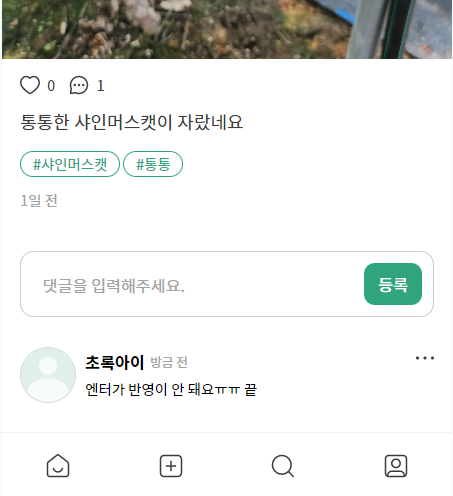 0 1
통통한 샤인머스캣이 자랐네요
#샤인머스캣 #통통
1일 전
댓글을 입력해주세요. 등록
초록아이 방금 전
엔터가 반영이 안 돼요ㅠㅠ 끝